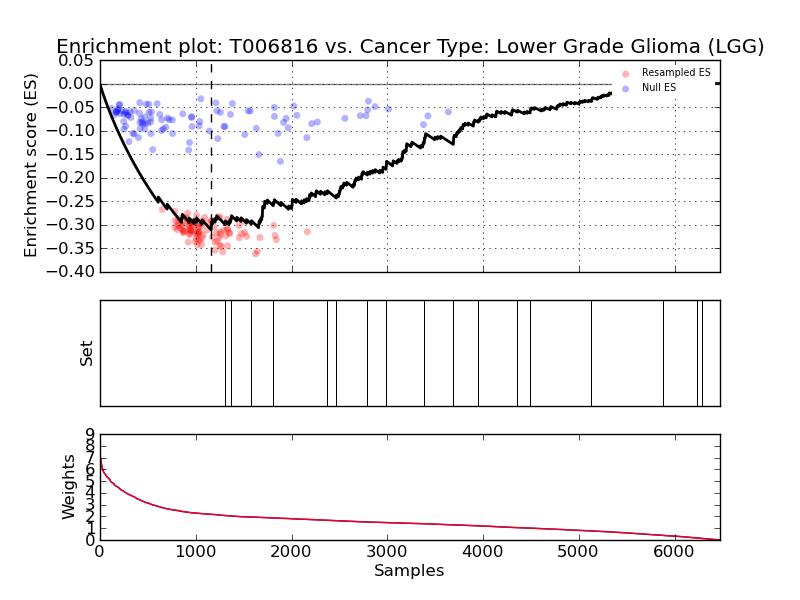 Enrichment plot: T006816 vs. Cancer Type: Lower Grade Glioma (LGG)
Enrichment score (ES)
0.05
0.00
−0.05
−0.10
−0.15
−0.20
−0.25
−0.30
−0.35
−0.40
Resampled ES
Null ES
Set
Weights
9
8
7
6
5
4
3
2
1
0
0 1000 2000 3000 4000 5000 6000
Samples